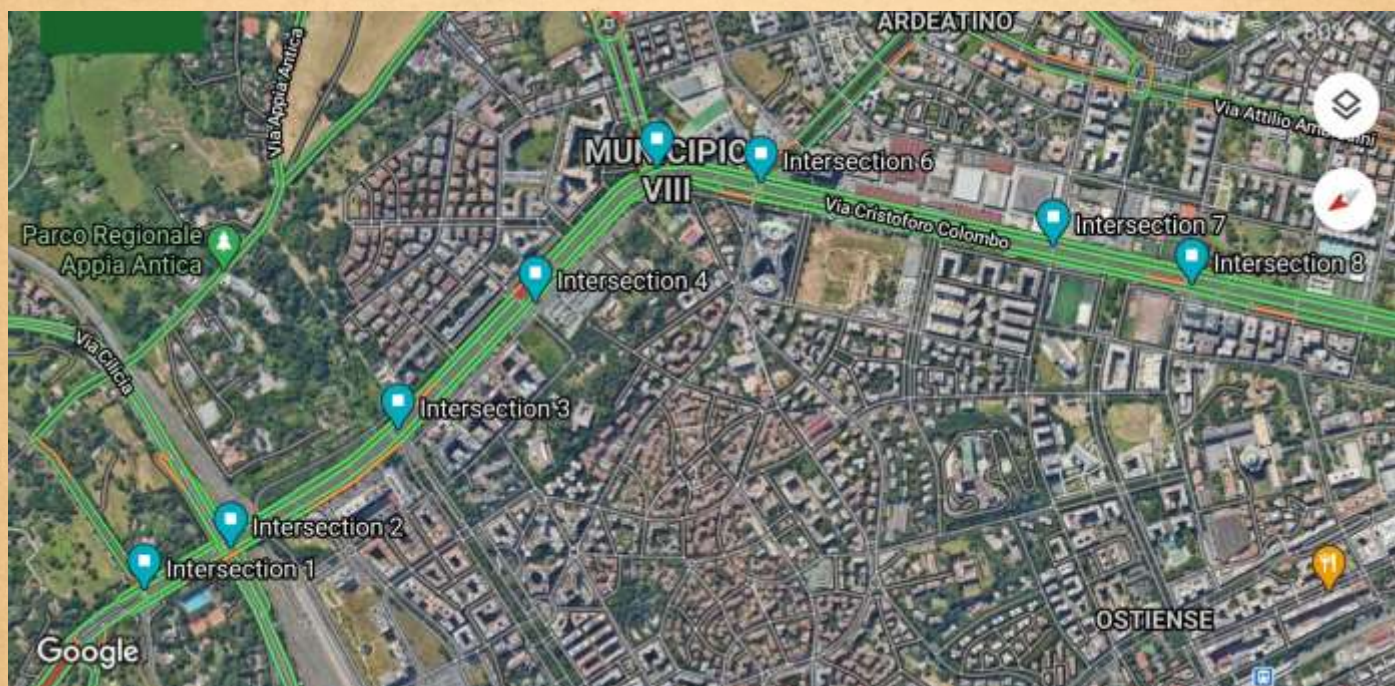 ARDEATINO
Via Appia Antica
Via Attilio Ambrosini
MUNICIPIO
VIII
Intersection 6
Via Cristoforo Colombo
Intersection 7
Parco Regionale
Appia Antica
Intersection 8
Intersection 4
Via Cilicia
Intersection 3
Intersection 2
Intersection 1
OSTIENSE
Google